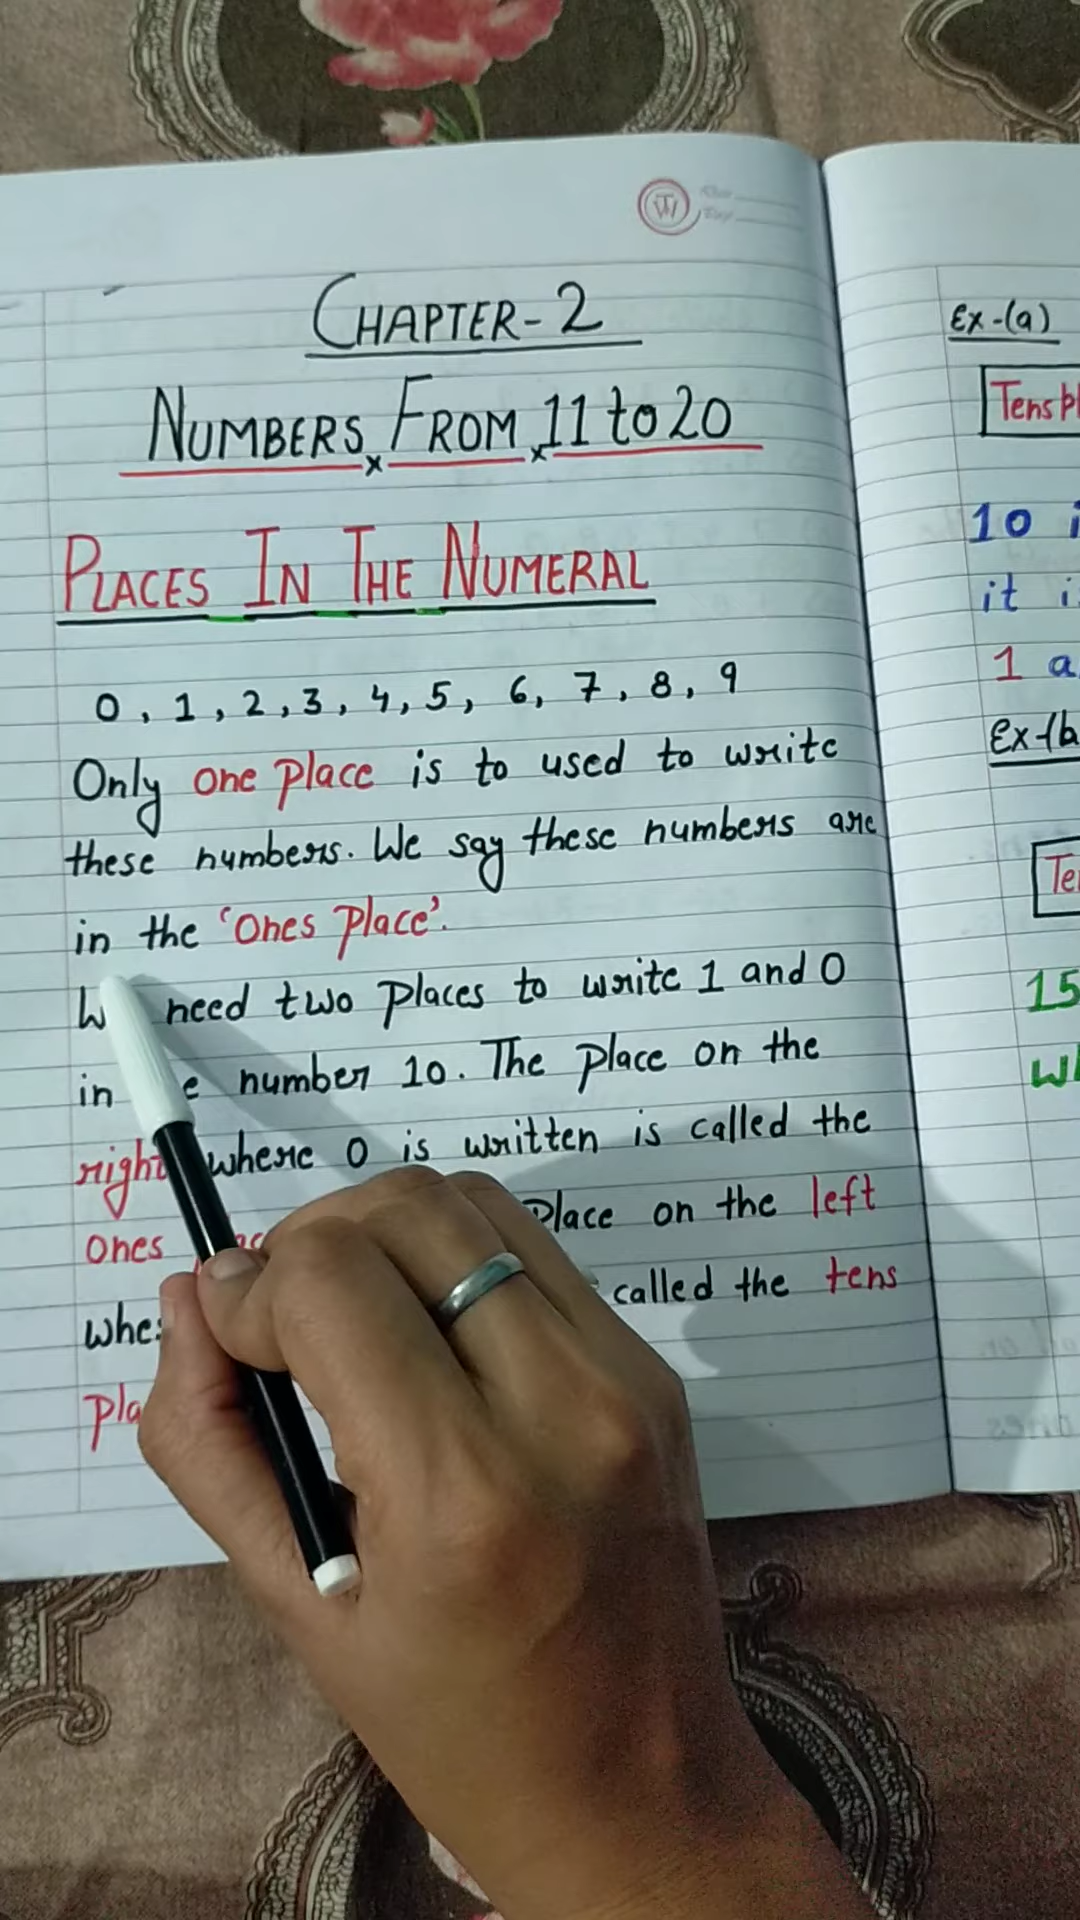 CHAPTER-2
NUMBERS FROM 11 to 20
PLACES IN THE NUMERAL
0, 1, 2, 3, 4, 5, 6, 7, 8, 9
Only one place is to used to write
these numbers. We say these numbers are
in the 'Ones place'.
need two places to write 1 and 0
in number 10. The place on the
right where 0 is written is called the
ones place on the left
called the tens
Ex-(a)
10
it
1
15